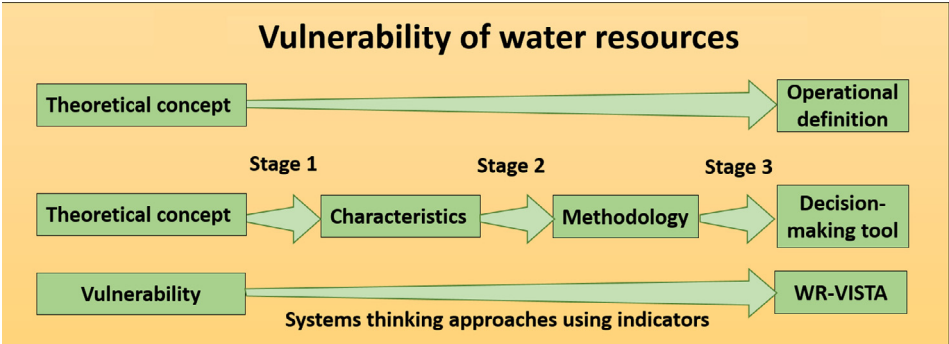 Vulnerability of water resources
Theoretical concept
Operational
definition
Stage 1
Stage 2
Stage 3
Theoretical concept
Characteristics
Methodology
Decision-
making tool
Vulnerability
WR-VISTA
Systems thinking approaches using indicators